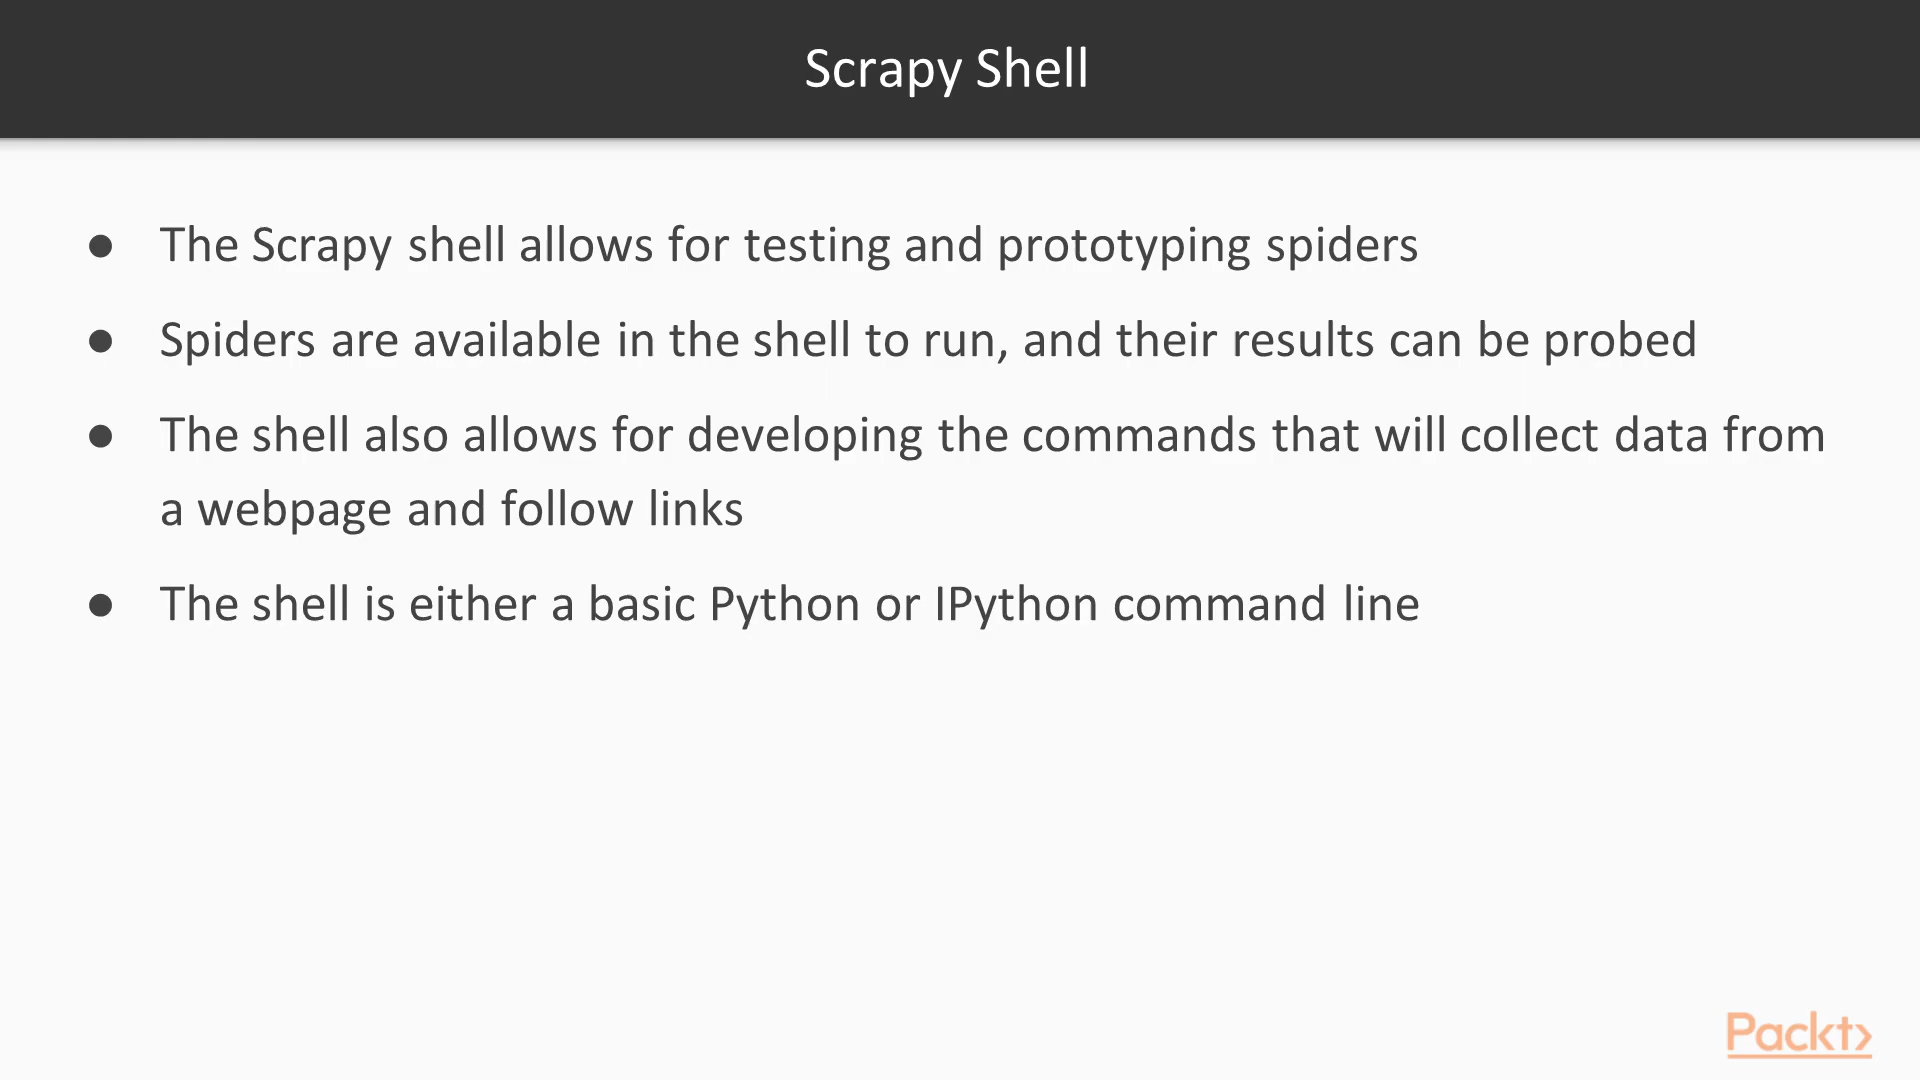 Scrapy Shell
● The Scrapy shell allows for testing and prototyping spiders
● Spiders are available in the shell to run, and their results can be probed
● The shell also allows for developing the commands that will collect data from
a webpage and follow links
● The shell is either a basic Python or IPython command line
Packt>